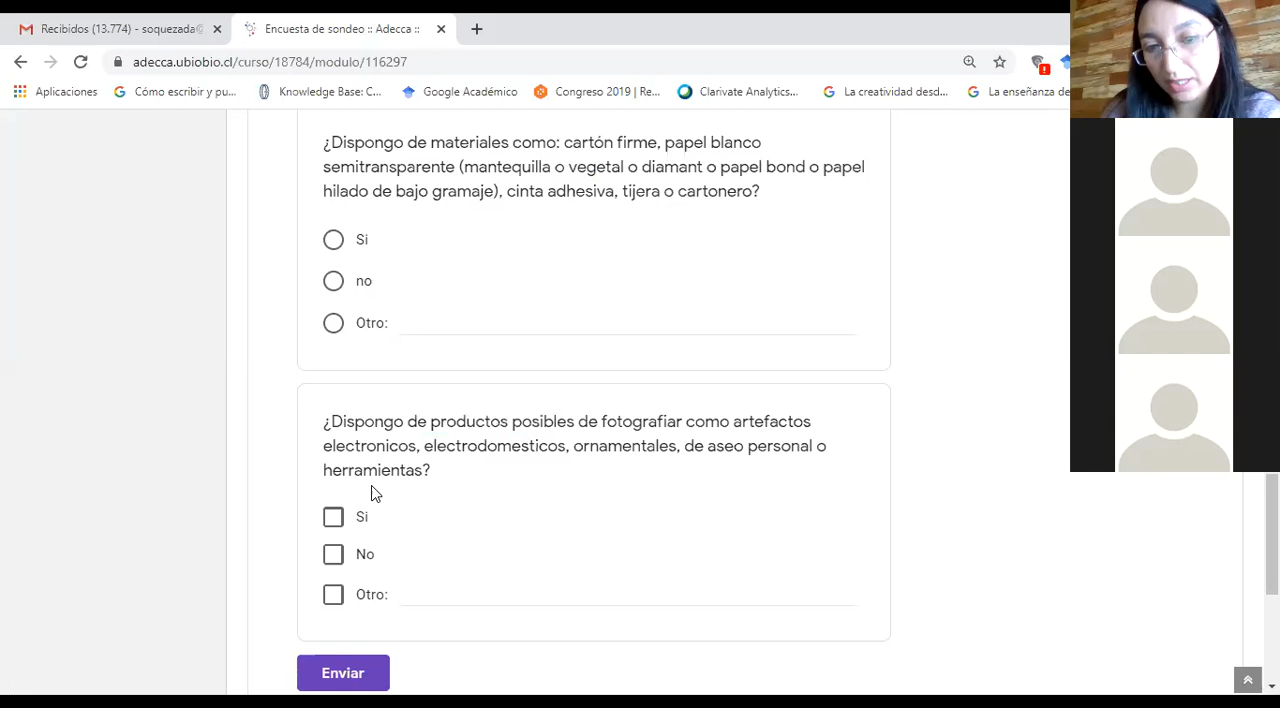 Recibidos (13.774) - soquezada@
Encuesta de sondeo :: Adecca ::
adecca.ubiobio.cl/curso/18784/modulo/116297
Aplicaciones
Cómo escribir y pu...
Knowledge Base: C...
Google Académico
Congreso 2019 | Re...
Clarivate Analytics...
La creatividad desd...
La enseñanza de
¿Dispongo de materiales como: cartón firme, papel blanco
semitransparente (mantequilla o vegetal o diamant o papel bond o papel
hilado de bajo gramaje), cinta adhesiva, tijera o cartonero?
Si
no
Otro:
¿Dispongo de productos posibles de fotografiar como artefactos
electronicos, electrodomesticos, ornamentales, de aseo personal o
herramientas?
Si
No
Otro:
Enviar